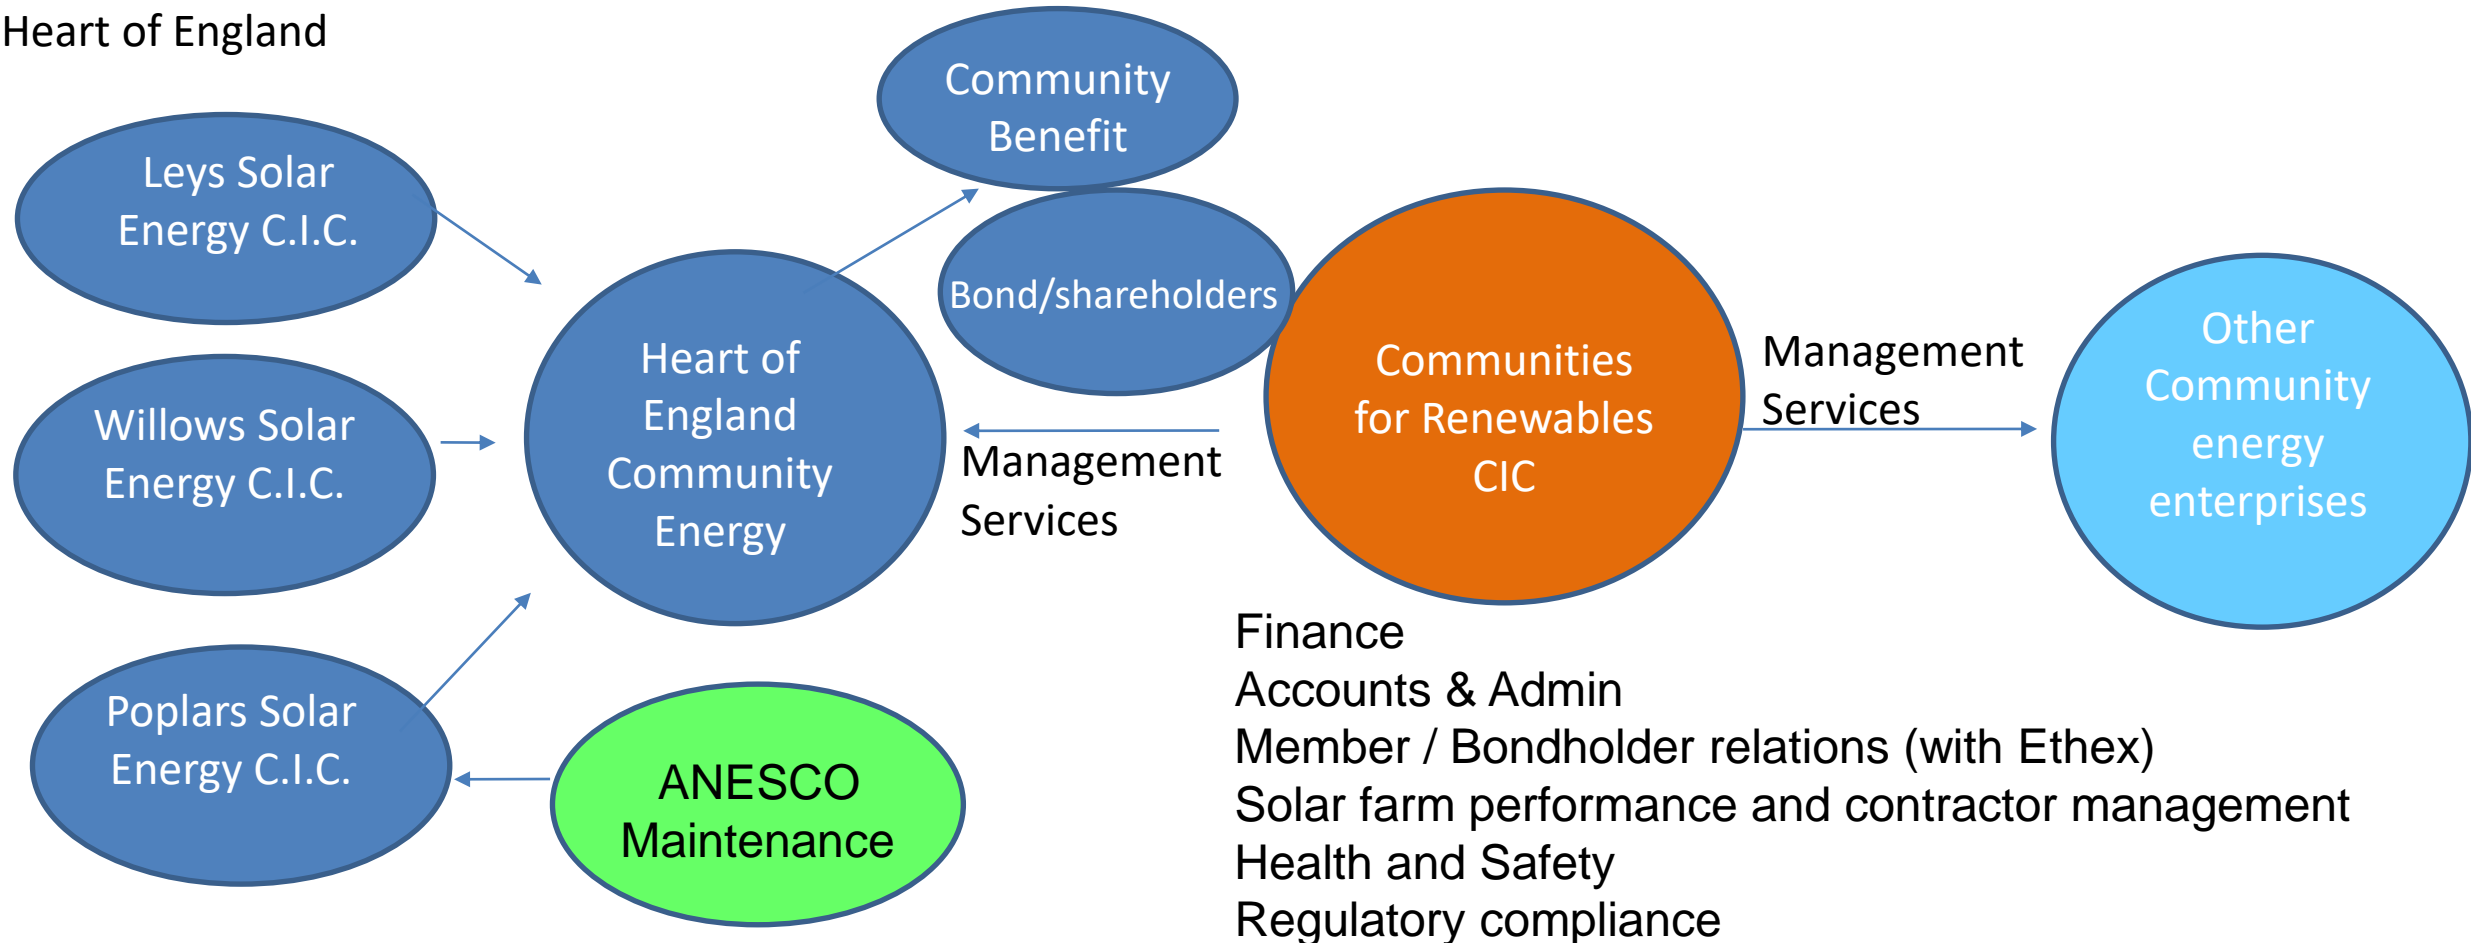 Heart of England
Community
Benefit
Leys Solar
Energy C.I.C.
Bond/shareholders
Heart of
England
Community
Energy
Communities
for Renewables
CIC
Management
Services
Other
Community
energy
enterprises
Willows Solar
Energy C.I.C.
Management
Services
Poplars Solar
Energy C.I.C.
ANESCO
Maintenance
Finance
Accounts & Admin
Member / Bondholder relations (with Ethex)
Solar farm performance and contractor management
Health and Safety
Regulatory compliance